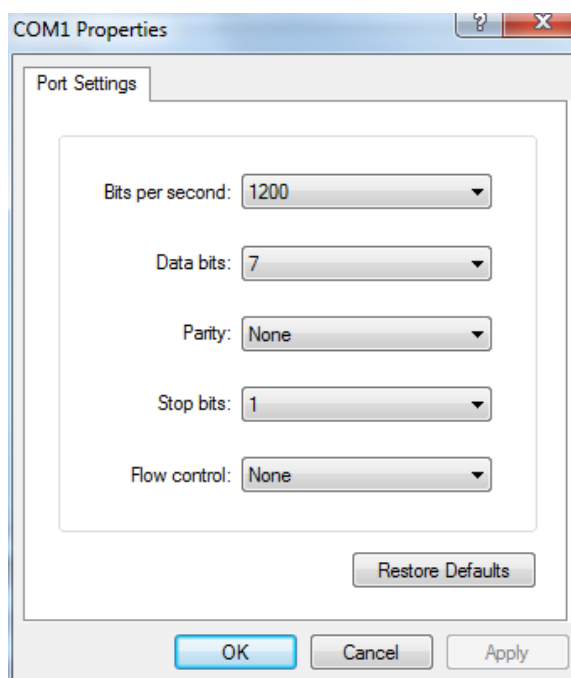 COM1 Properties
?
X
Port Settings
Bits per second: 1200
Data bits: 7
Parity: None
Stop bits: 1
Flow control: None
Restore Defaults
OK Cancel Apply